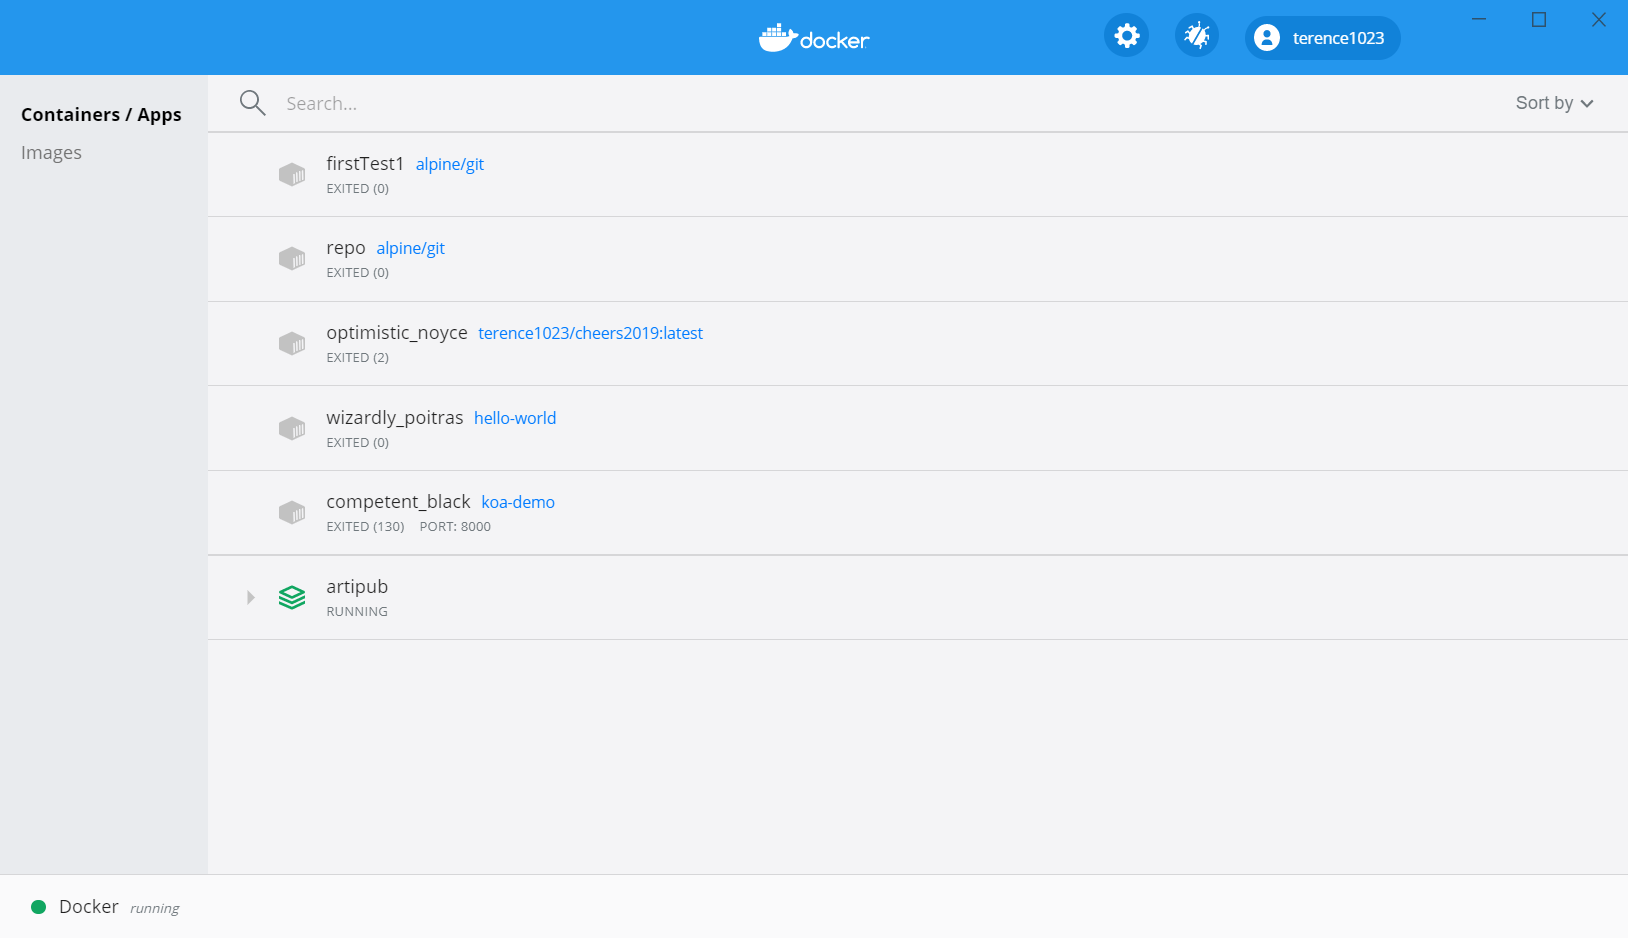 docker
terence1023
Containers / Apps
Images
Search...
Sort by
firstTest1 alpine/git
EXITED (0)
repo alpine/git
EXITED (0)
optimistic_noyce terence1023/cheers2019:latest
EXITED (2)
wizardly_poitras hello-world
EXITED (0)
competent_black koa-demo
EXITED (130) PORT: 8000
artipub
RUNNING
Docker running